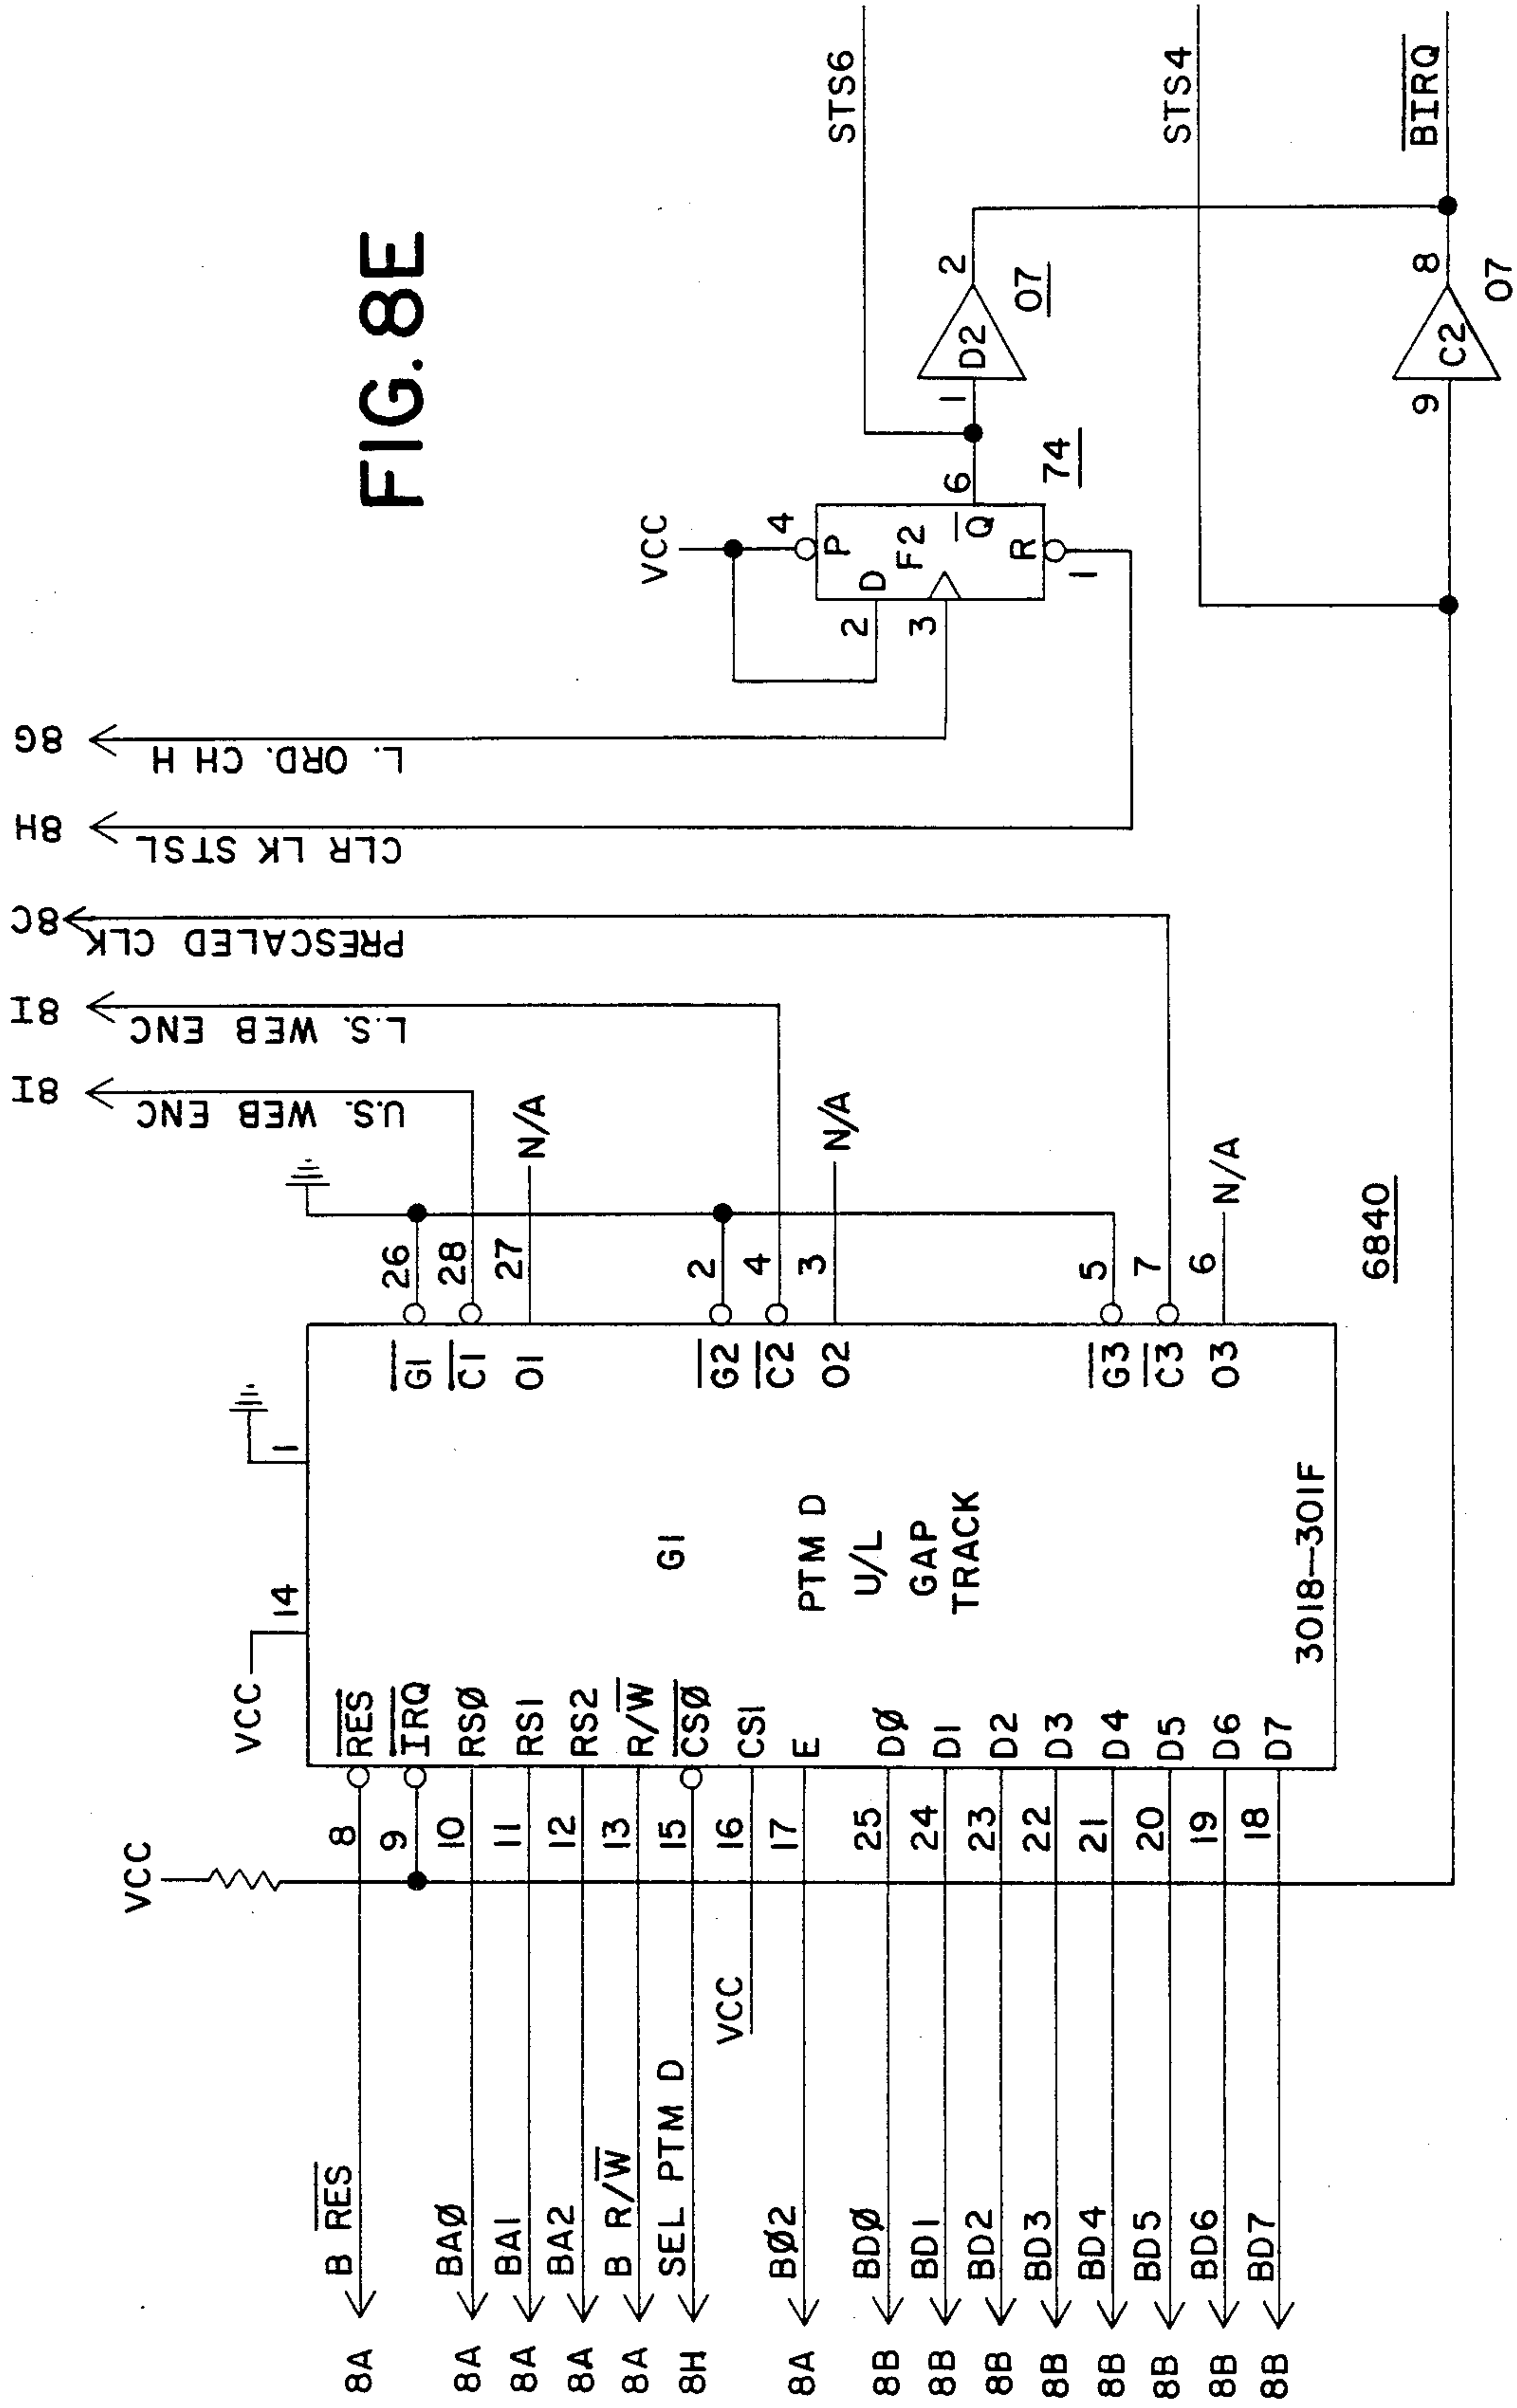 FIG. 8E
8A B RES
8A BAØ
8A BA1
8A BA2
8A B R/W
8H SEL PTM D
8A BØ2
8B BDØ
8B BD1
8B BD2
8B BD3
8B BD4
8B BD5
8B BD6
8B BD7
VCC
VCC
VCC
8 RES
9 IRQ
10 RSØ
11 RS1
12 RS2
13 R/W
15 CSØ
16 CS1
17 E
25 DØ
24 D1
23 D2
22 D3
21 D4
20 D5
19 D6
18 D7
14
1
G1
PTM D
U/L
GAP
TRACK
3018-301F
6840
G1 26
C1 28
O1 27 N/A
G2 2
C2 4
O2 3 N/A
G3 5
C3 7
O3 6 N/A
8I U.S. WEB ENC
8I L.S. WEB ENC
8C PRESCALED CLK
8H CLR LK STSL
8G L. ORD. CH H
VCC
4
P
2 D
3
F2
Q 6
R
1
74
1 D2 2
07
9 C2 8
07
STS6
STS4
BIRQ